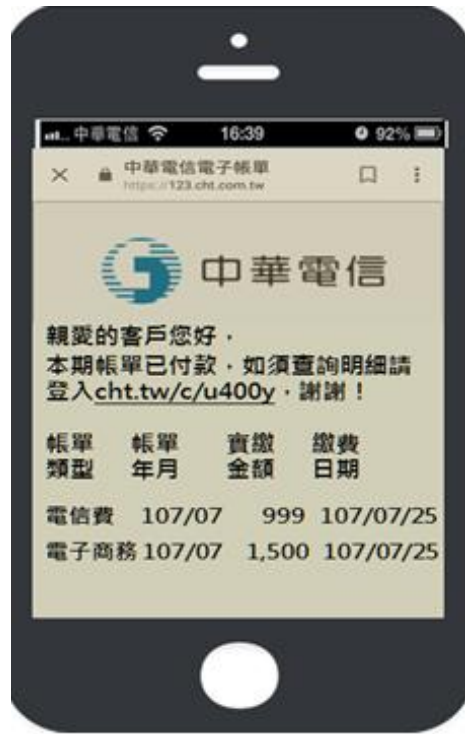 中華電信 16:39 92%
中華電信電子帳單
https://123.cht.com.tw
中華電信
親愛的客戶您好，
本期帳單已付款，如須查詢明細請
登入cht.tw/c/u400y，謝謝！
帳單 帳單 實繳 繳費
類型 年月 金額 日期
電信費 107/07 999 107/07/25
電子商務 107/07 1,500 107/07/25